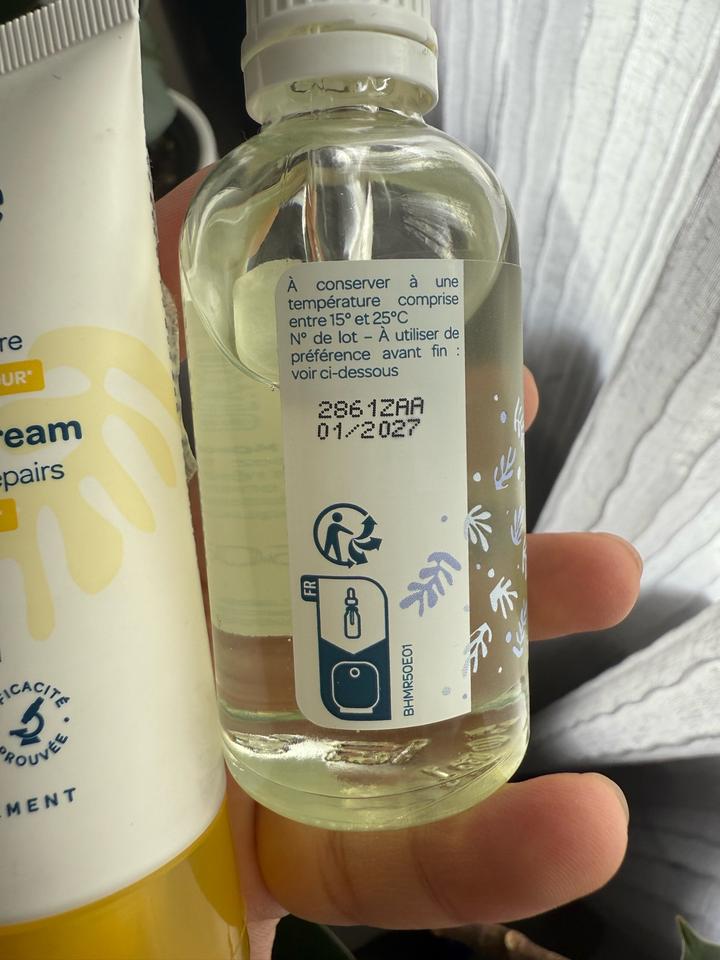 re
OUR*
ream
epairs
FICACITÉ
PROUVÉE
EMENT
À conserver à une
température comprise
entre 15° et 25°C
N° de lot – À utiliser de
préférence avant fin :
voir ci-dessous
2861ZAA
01/2027
FR
BHMR50E01